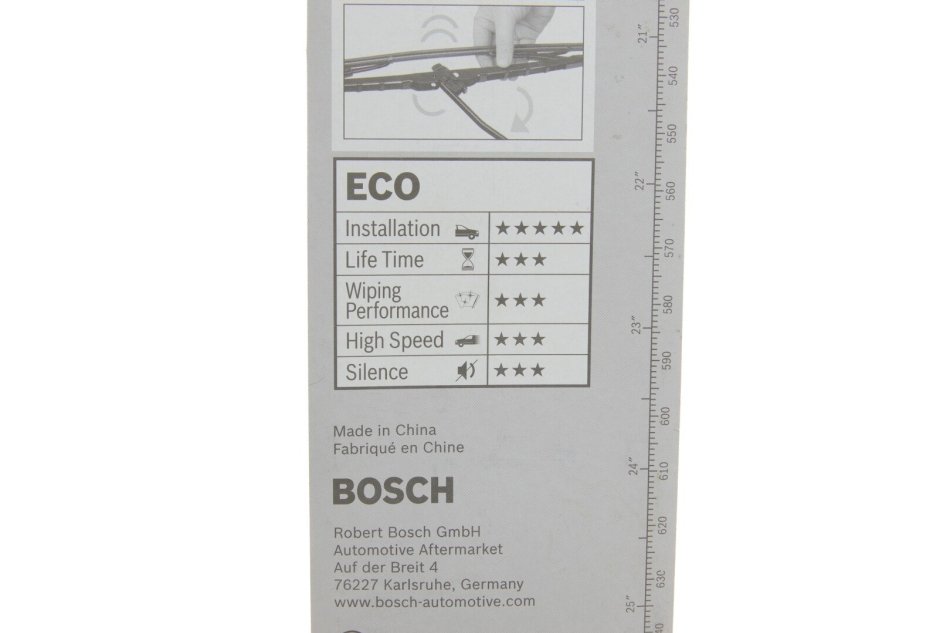 ECO
Installation ★★★★★
Life Time ★★★
Wiping
Performance ★★★
High Speed ★★★
Silence ★★★
Made in China
Fabriqué en Chine
BOSCH
Robert Bosch GmbH
Automotive Aftermarket
Auf der Breit 4
76227 Karlsruhe, Germany
www.bosch-automotive.com
530
21"
540
550
22"
560
570
580
23"
590
600
24"
610
620
630
25"